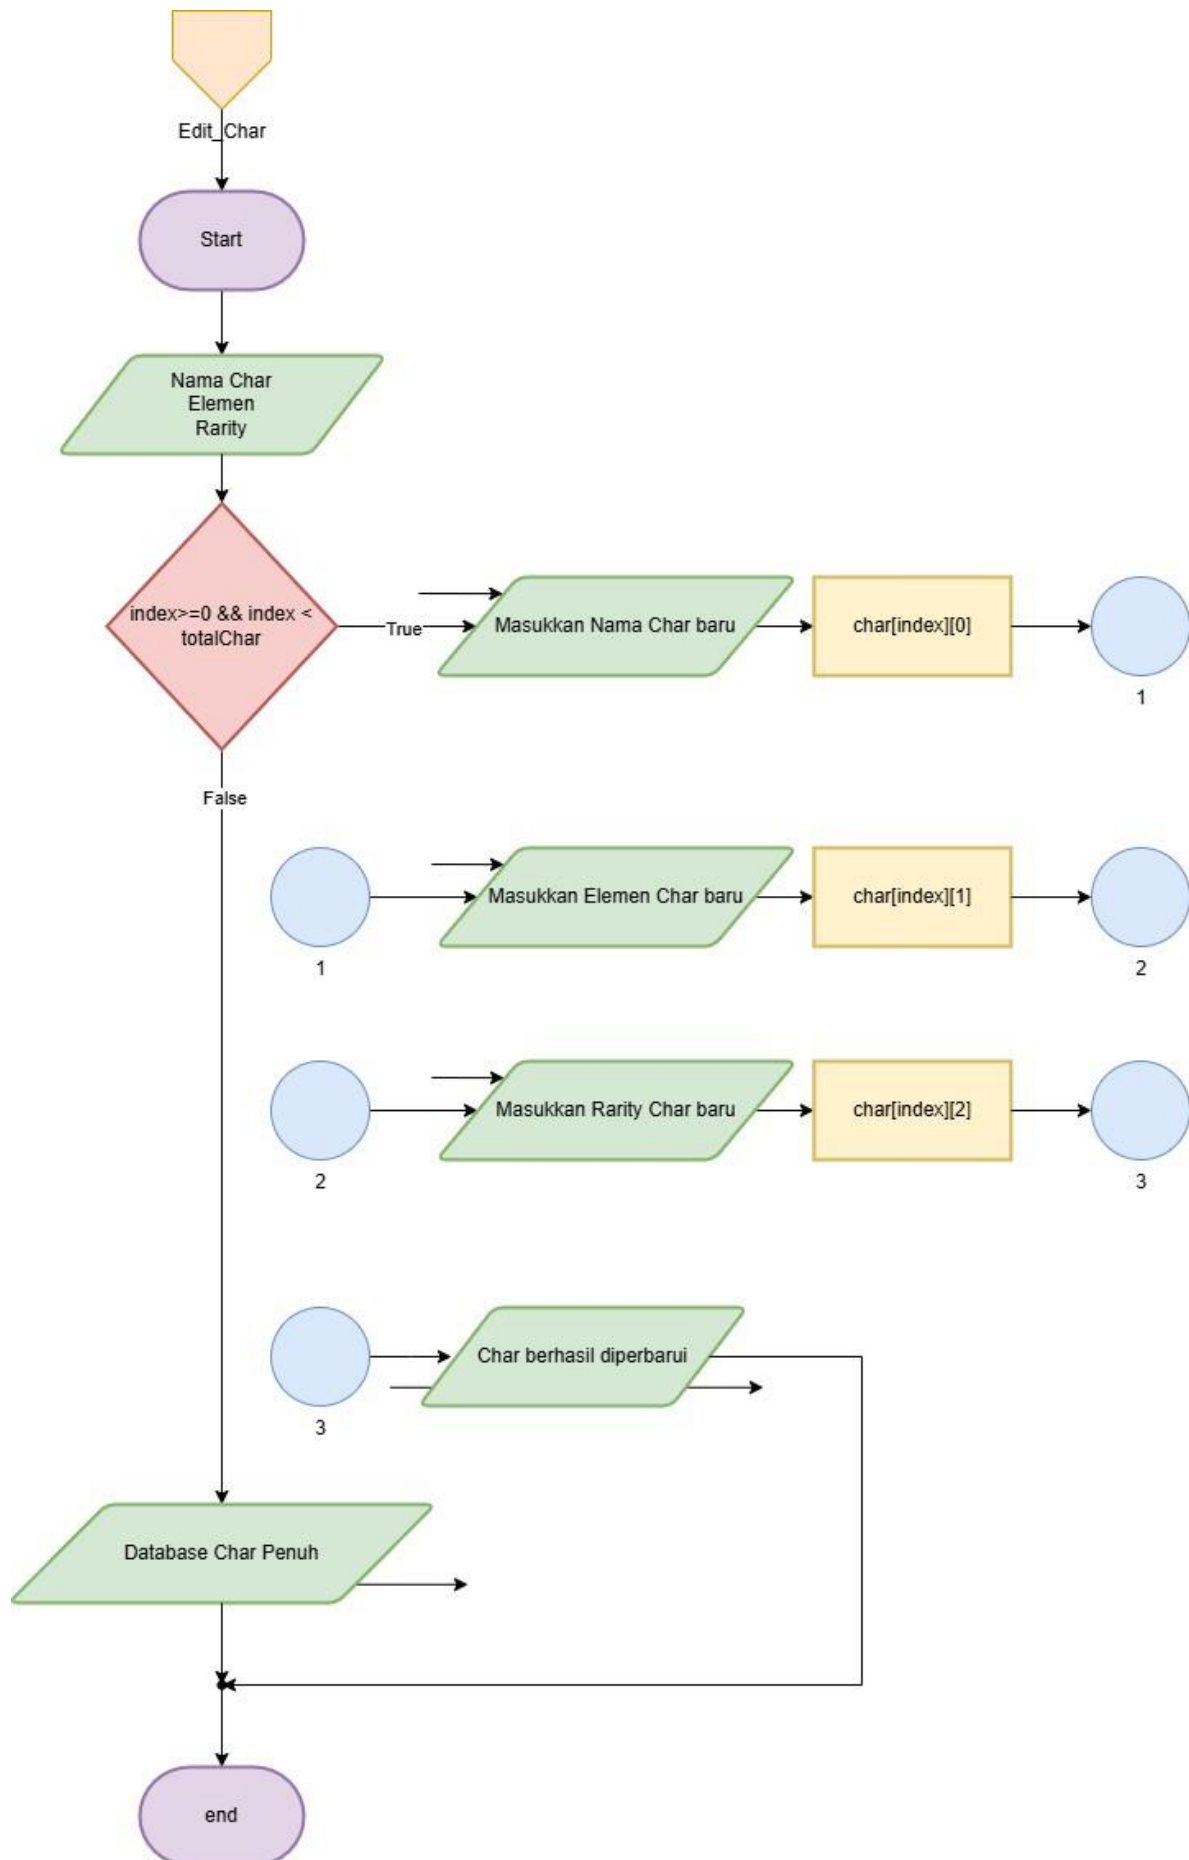 Edit_Char
Start
Nama Char
Elemen
Rarity
index>=0 && index <
totalChar
True
Masukkan Nama Char baru
char[index][0]
1
False
Masukkan Elemen Char baru
char[index][1]
1
2
Masukkan Rarity Char baru
char[index][2]
2
3
Char berhasil diperbarui
3
Database Char Penuh
end